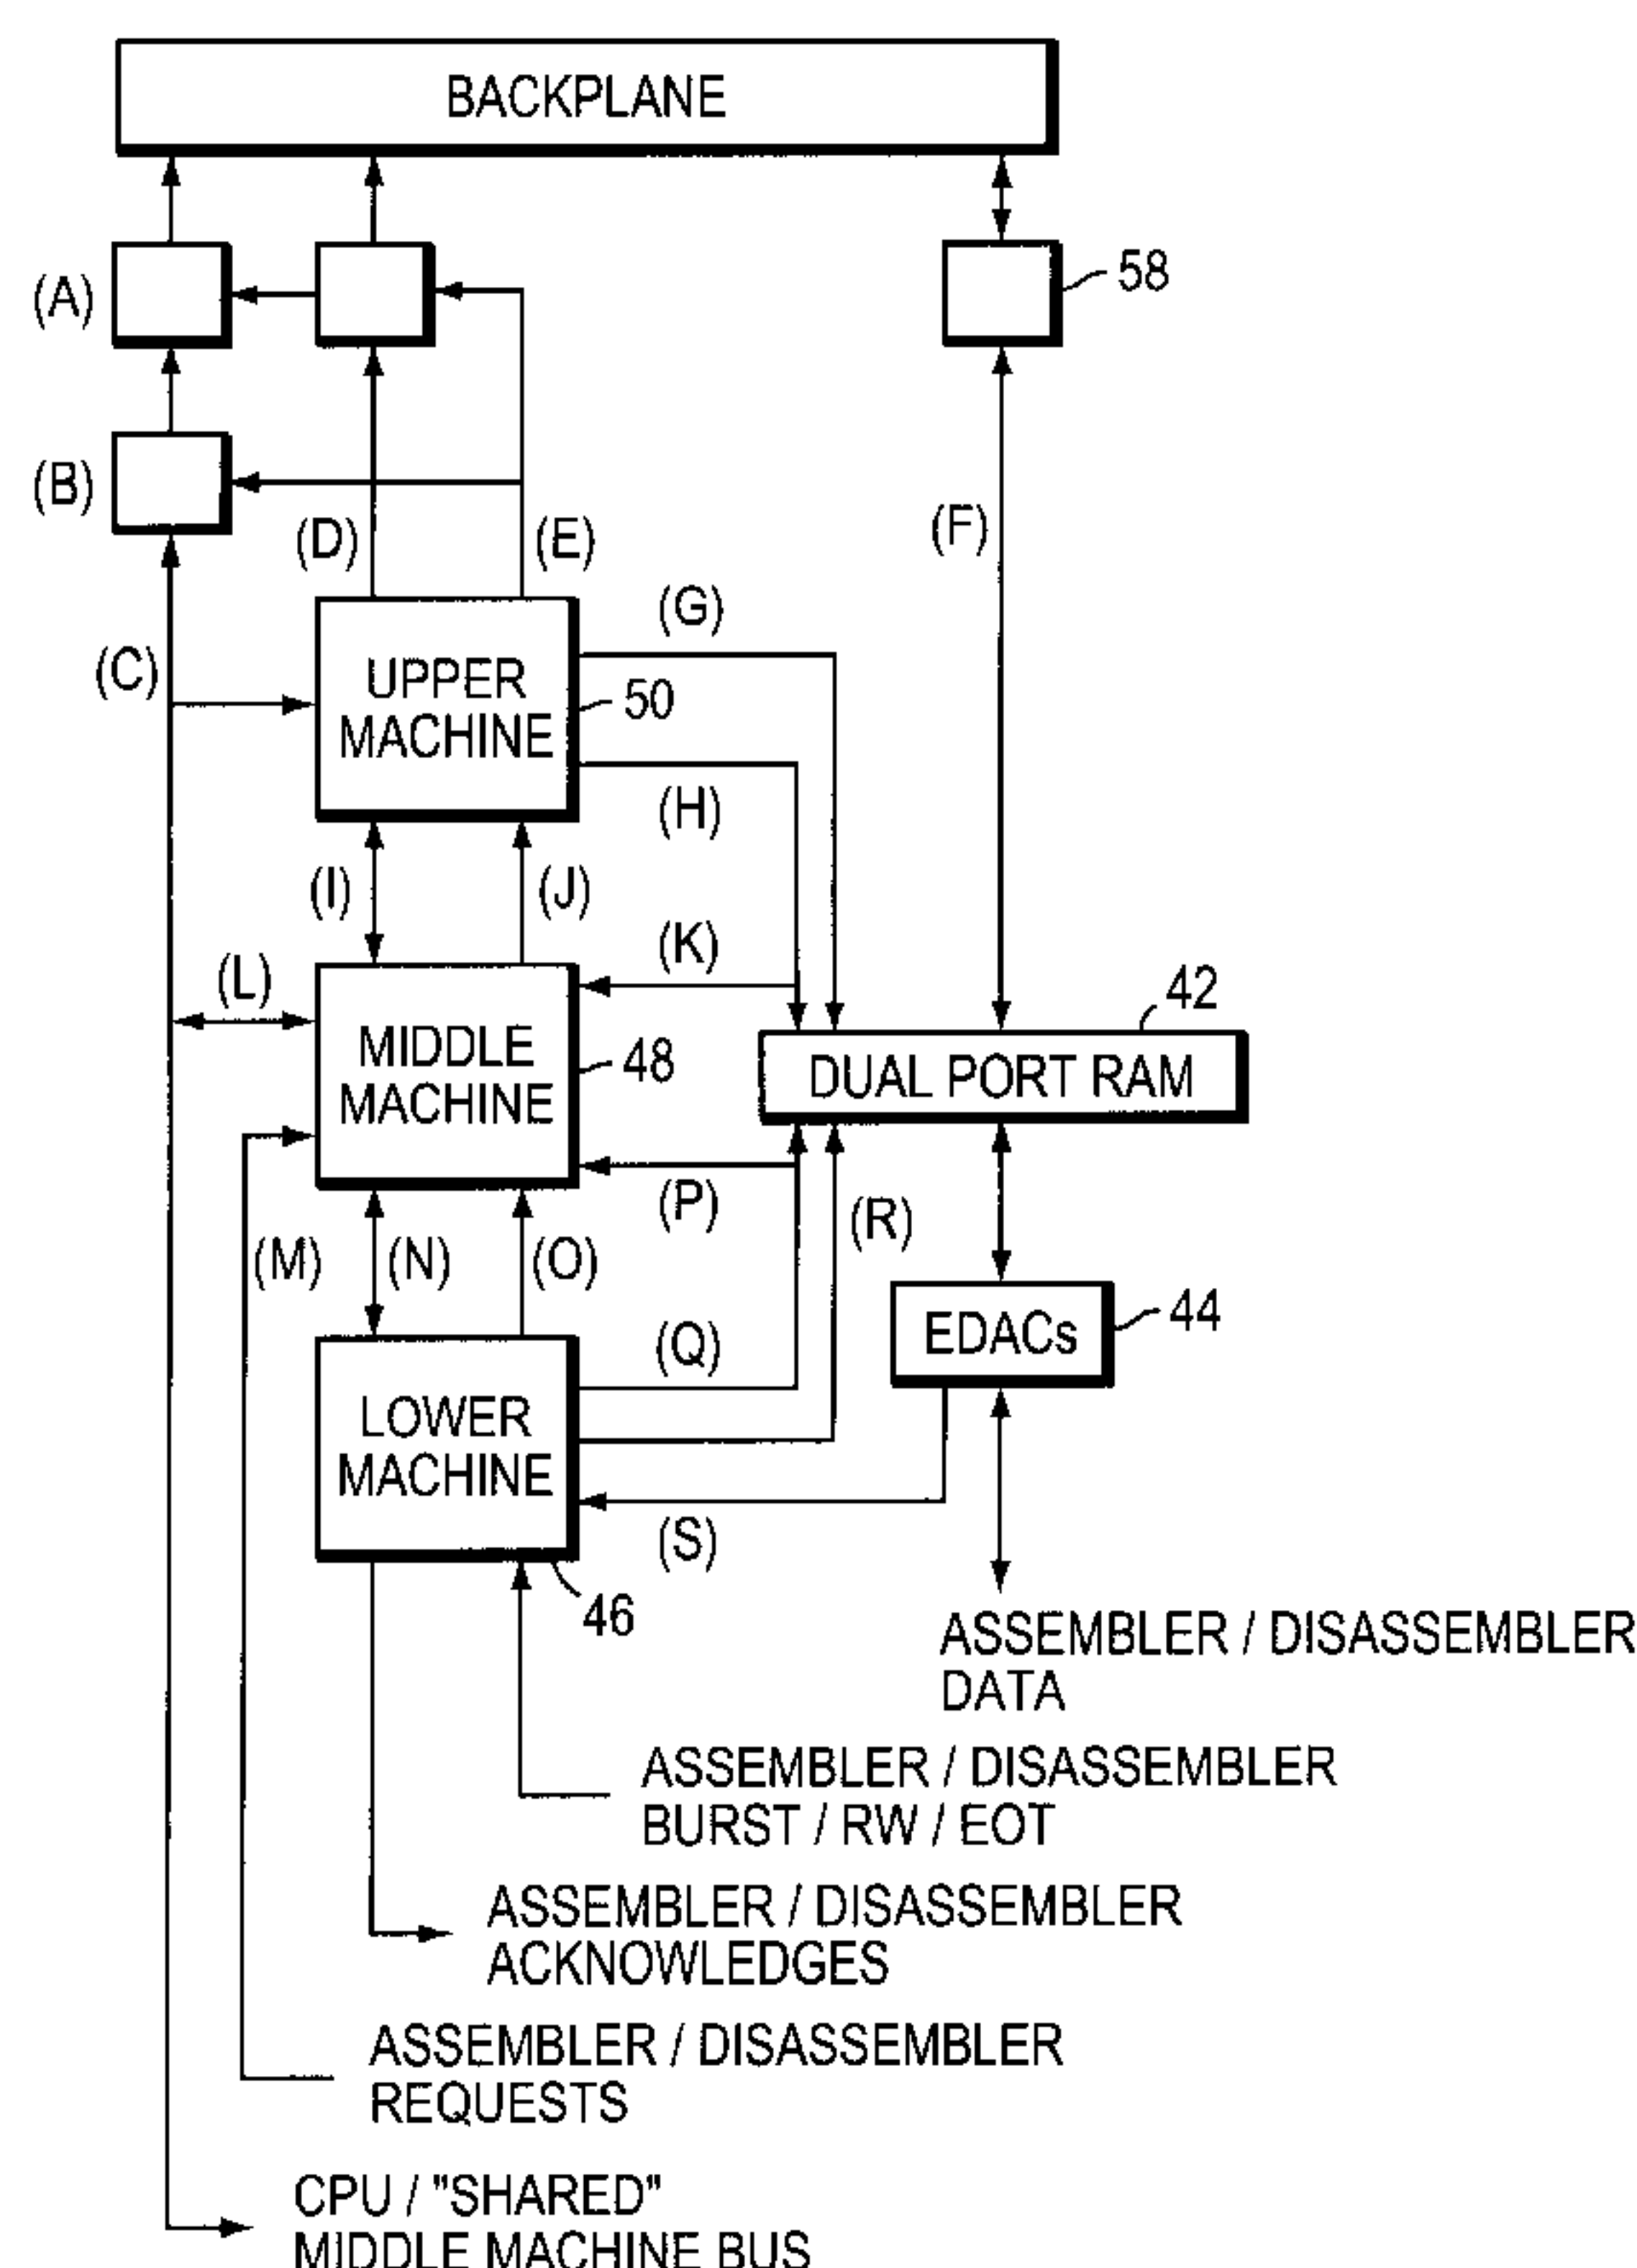 BACKPLANE
(A)
58
(B)
(D)
(E)
(F)
(G)
(C)
UPPER
MACHINE
50
(H)
(I)
(J)
(K)
(L)
42
MIDDLE
MACHINE
48
DUAL PORT RAM
(P)
(R)
(M)
(N)
(O)
44
EDACs
(Q)
LOWER
MACHINE
(S)
46
ASSEMBLER / DISASSEMBLER
DATA
ASSEMBLER / DISASSEMBLER
BURST / RW / EOT
ASSEMBLER / DISASSEMBLER
ACKNOWLEDGES
ASSEMBLER / DISASSEMBLER
REQUESTS
CPU / "SHARED"
MIDDLE MACHINE BUS